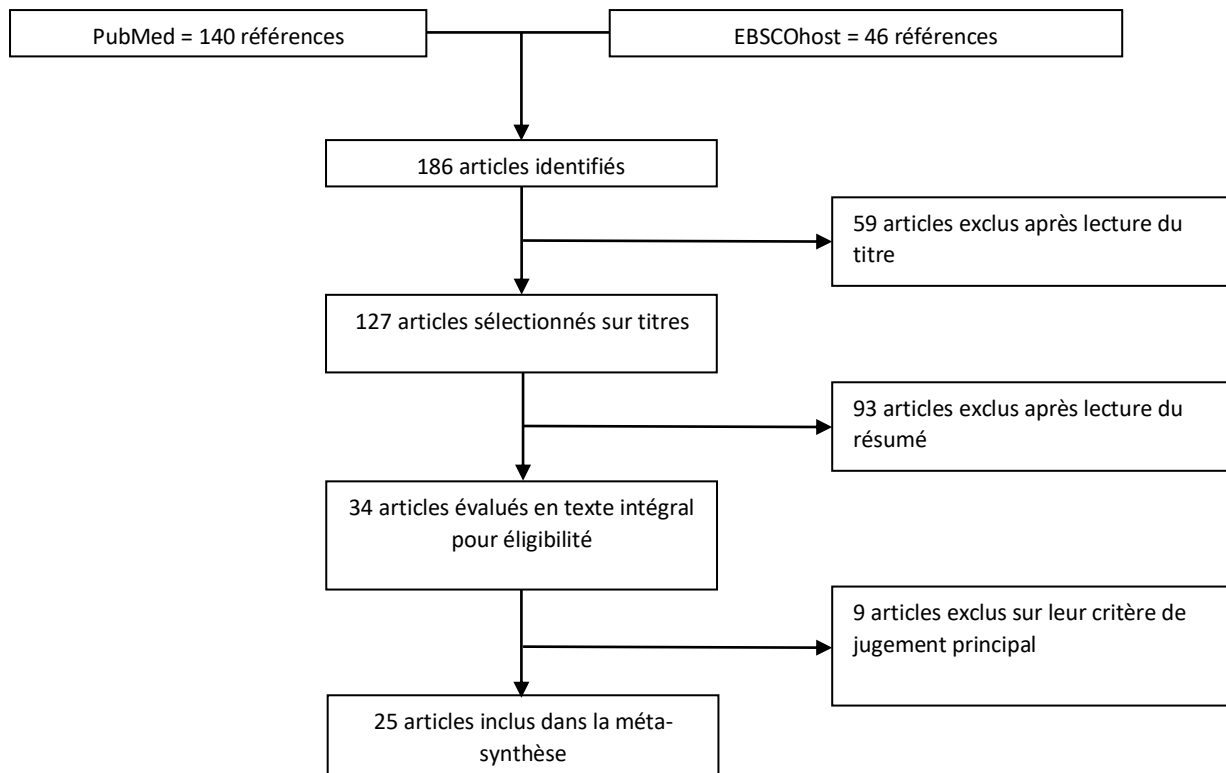 PubMed = 140 références
EBSCOhost = 46 références
186 articles identifiés
59 articles exclus après lecture du
titre
127 articles sélectionnés sur titres
93 articles exclus après lecture du
résumé
34 articles évalués en texte intégral
pour éligibilité
9 articles exclus sur leur critère de
jugement principal
25 articles inclus dans la méta-
synthèse